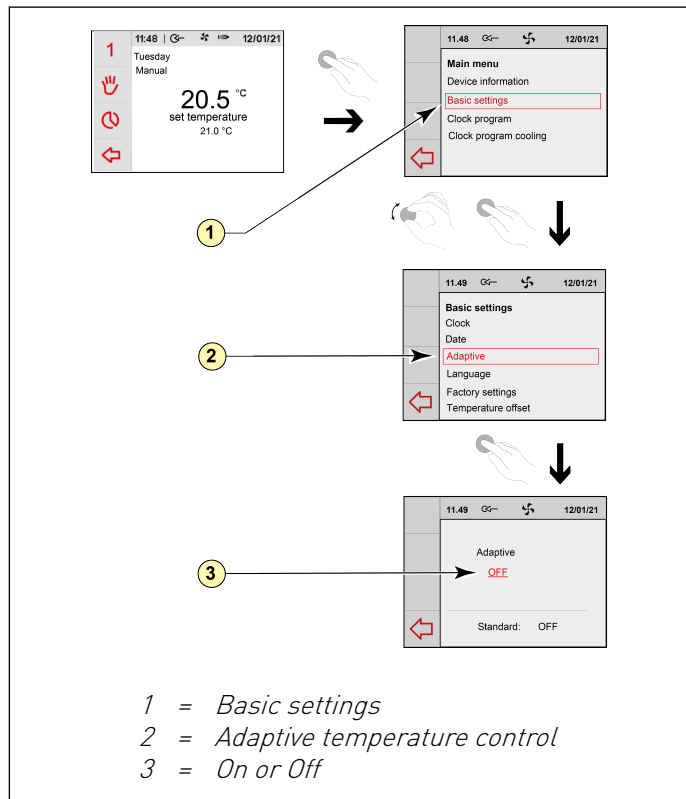 11:48 | 12/01/21
1
Tuesday
Manual
20.5 °C
set temperature
21.0 °C
11.48 12/01/21
Main menu
Device information
Basic settings
Clock program
Clock program cooling
1
11.49 12/01/21
Basic settings
Clock
Date
Adaptive
Language
Factory settings
Temperature offset
2
11.49 12/01/21
Adaptive
OFF
Standard: OFF
3
1 = Basic settings
2 = Adaptive temperature control
3 = On or Off